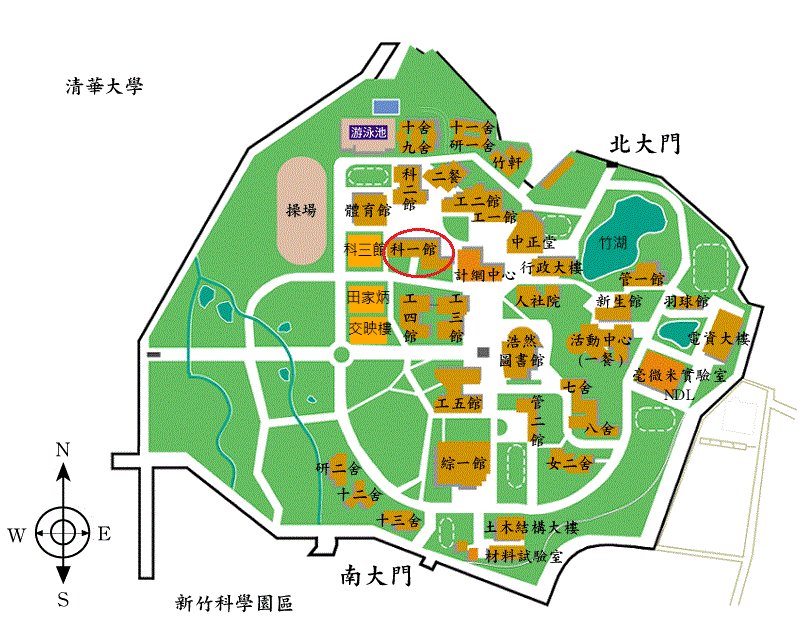 清華大學
北大門
游泳池
十舍
九舍
十一舍
研一舍
竹軒
科二館
二餐
操場
體育館
工二館
工一館
科三館
科一館
中正堂
竹湖
計網中心
行政大樓
管一館
田家炳
工四館
工三館
人社院
新生館
羽球館
交映樓
浩然
圖書館
活動中心
(一餐)
電資大樓
毫微米實驗室
NDL
工五館
七舍
管二館
八舍
綜一館
女二舍
研二舍
十二舍
十三舍
土木結構大樓
材料試驗室
南大門
新竹科學園區
N
W
E
S